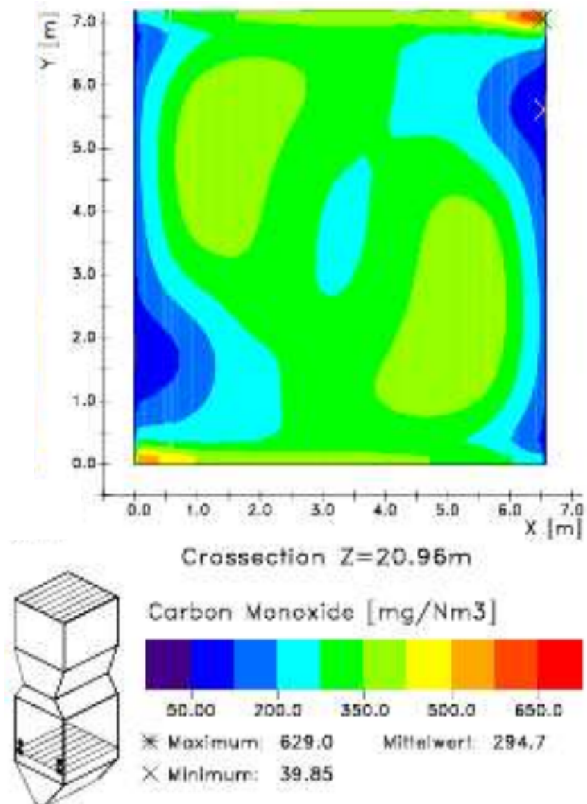 Y [m]
7.0
6.0
5.0
4.0
3.0
2.0
1.0
0.0
0.0 1.0 2.0 3.0 4.0 5.0 6.0 7.0
X [m]
Crossection Z=20.96m
Carbon Monoxide [mg/Nm3]
50.00 200.0 350.0 500.0 650.0
Maximum: 629.0 Mittelwert: 294.7
Minimum: 39.85